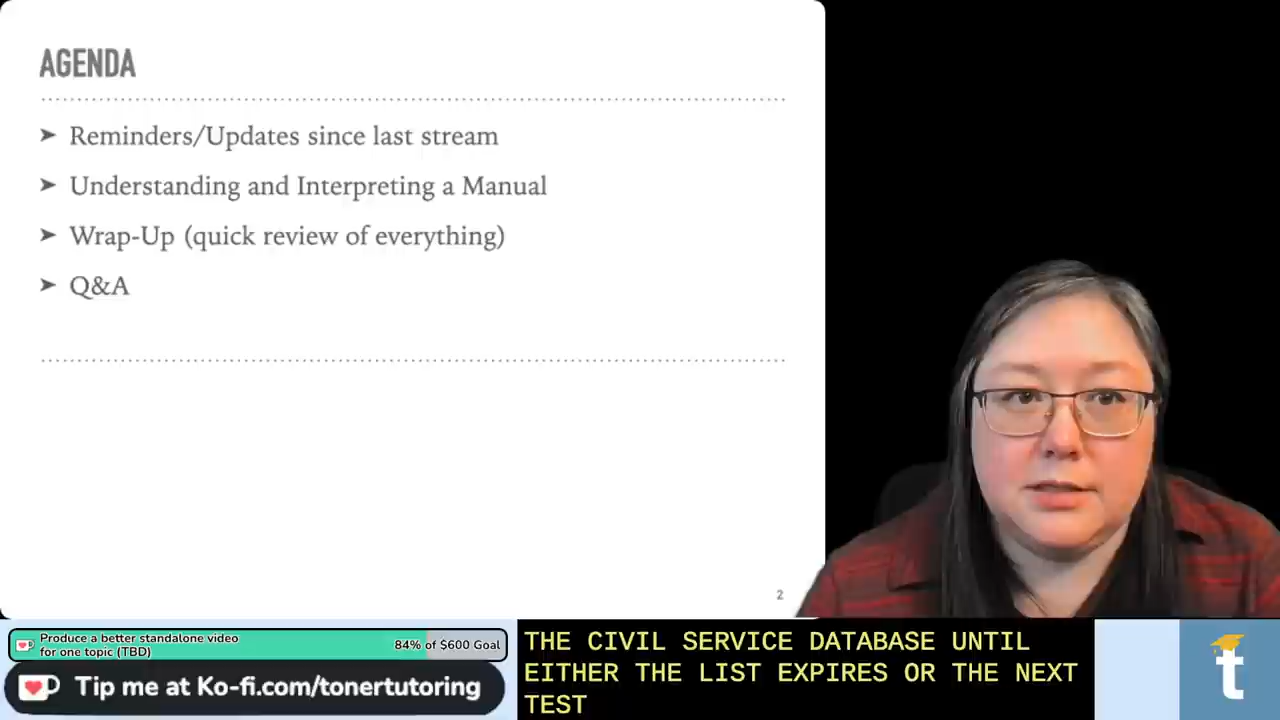 AGENDA
➤ Reminders/Updates since last stream
➤ Understanding and Interpreting a Manual
➤ Wrap-Up (quick review of everything)
➤ Q&A
2
Produce a better standalone video
for one topic (TBD)
84% of $600 Goal
Tip me at Ko-fi.com/tonertutoring
THE CIVIL SERVICE DATABASE UNTIL
EITHER THE LIST EXPIRES OR THE NEXT
TEST
t